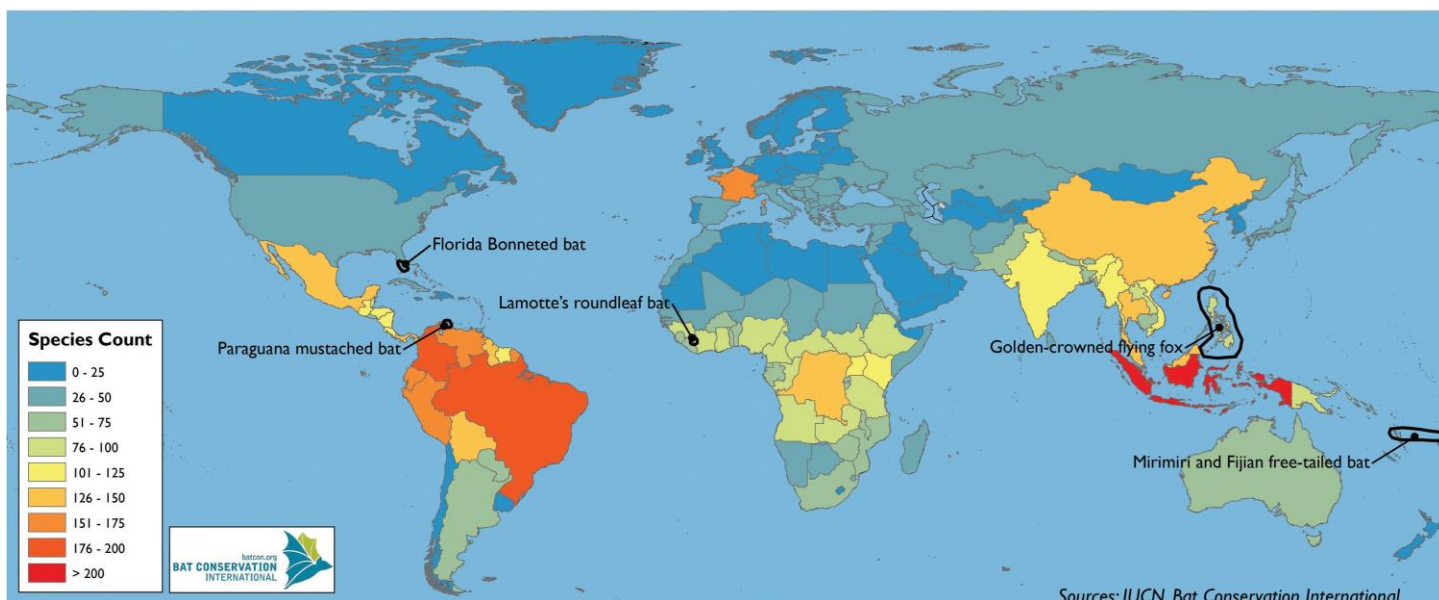 Florida Bonneted bat
Lamotte's roundleaf bat
Paraguana mustached bat
Golden-crowned flying fox
Mirimiri and Fijian free-tailed bat
Species Count
0 - 25
26 - 50
51 - 75
76 - 100
101 - 125
126 - 150
151 - 175
176 - 200
> 200
batcon.org
BAT CONSERVATION
INTERNATIONAL
Sources: IUCN, Bat Conservation International